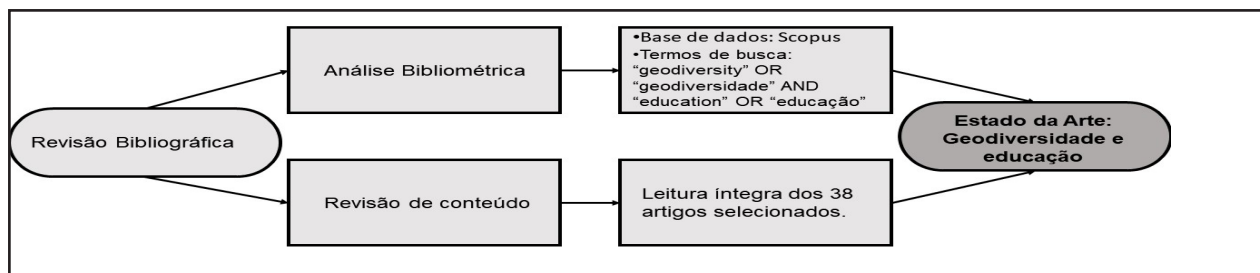 Revisão Bibliográfica
Análise Bibliométrica
•Base de dados: Scopus
•Termos de busca:
“geodiversity” OR
“geodiversidade” AND
“education” OR “educação”
Revisão de conteúdo
Leitura íntegra dos 38
artigos selecionados.
Estado da Arte:
Geodiversidade e
educação